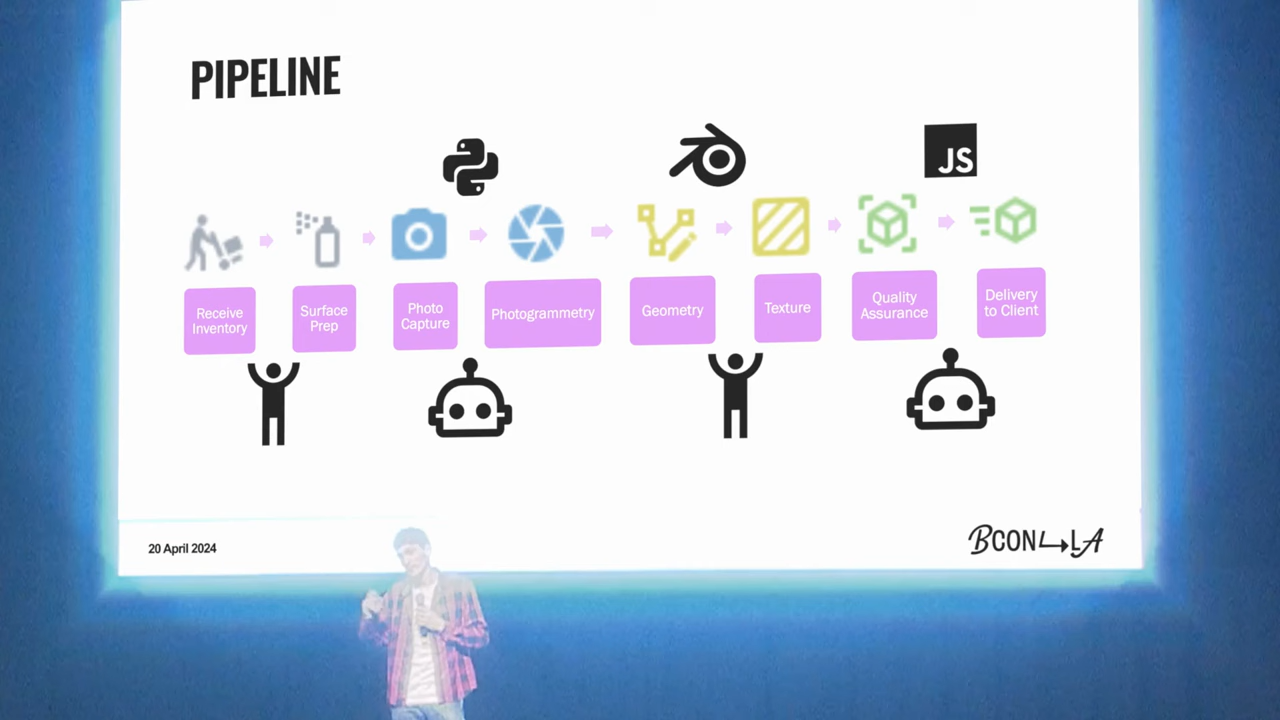 PIPELINE
JS
Receive
Inventory
Surface
Prep
Photo
Capture
Photogrammetry
Geometry
Texture
Quality
Assurance
Delivery
to Client
20 April 2024
BCON LA